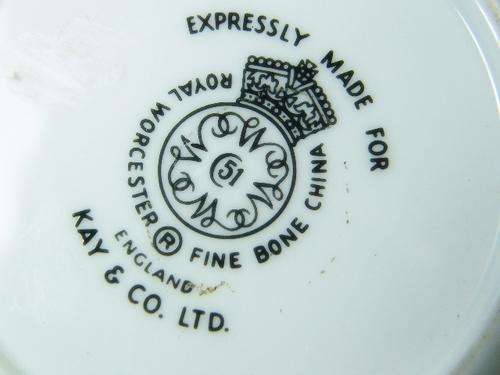 EXPRESSLY MADE FOR
ROYAL WORCESTER ® FINE BONE CHINA
51
ENGLAND
KAY & CO. LTD.